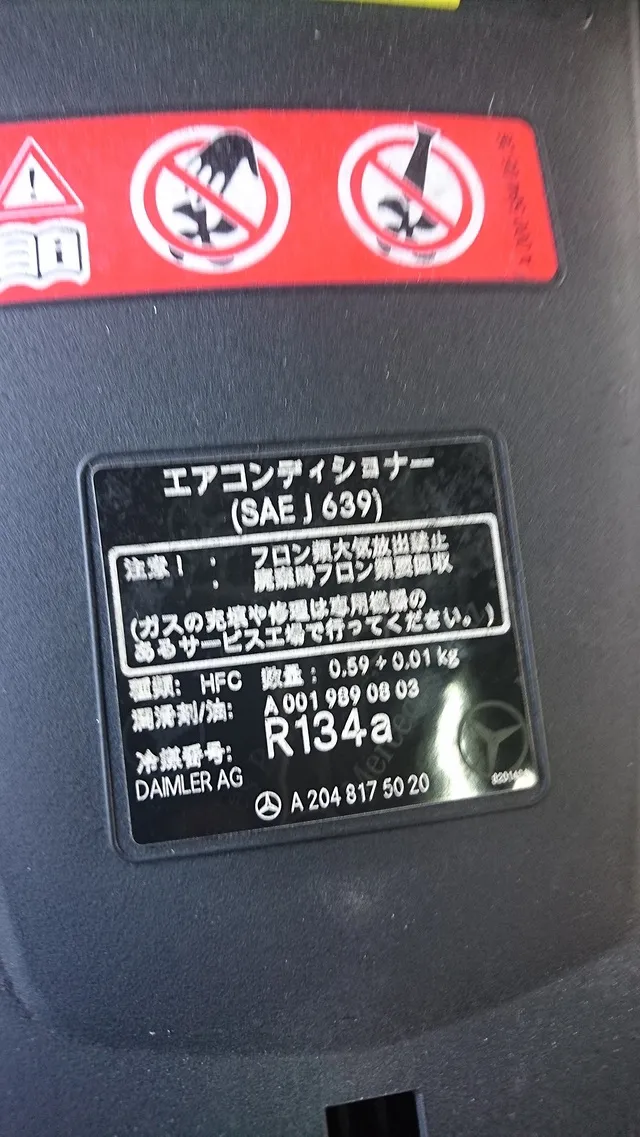 エアコンディショナー
(SAE J 639)
注意! : フロン類大気放出禁止
: 廃棄時フロン類要回収
(ガスの充填や修理は専用機器の
あるサービス工場で行ってください。)
種類: HFC 数量: 0.59 + 0.01 kg
潤滑剤/油: A 001 989 08 03
冷媒番号: R134a
DAIMLER AG
A 204 817 50 20